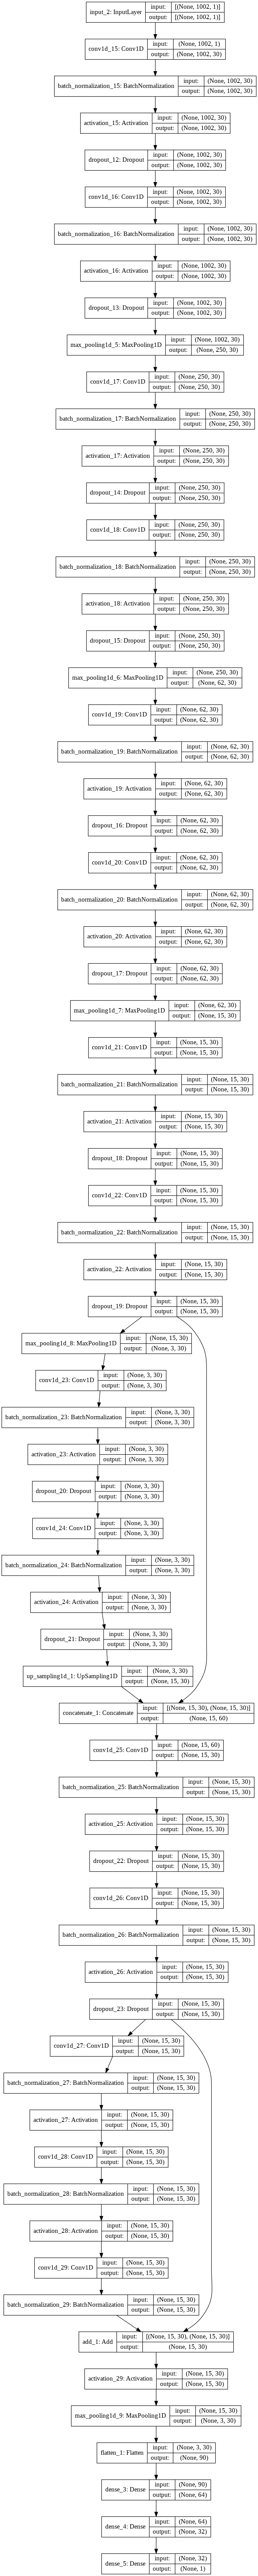 input_2: InputLayer input: [(None, 1002, 1)]
output: [(None, 1002, 1)]
conv1d_15: Conv1D input: (None, 1002, 1)
output: (None, 1002, 30)
batch_normalization_15: BatchNormalization input: (None, 1002, 30)
output: (None, 1002, 30)
activation_15: Activation input: (None, 1002, 30)
output: (None, 1002, 30)
dropout_12: Dropout input: (None, 1002, 30)
output: (None, 1002, 30)
conv1d_16: Conv1D input: (None, 1002, 30)
output: (None, 1002, 30)
batch_normalization_16: BatchNormalization input: (None, 1002, 30)
output: (None, 1002, 30)
activation_16: Activation input: (None, 1002, 30)
output: (None, 1002, 30)
dropout_13: Dropout input: (None, 1002, 30)
output: (None, 1002, 30)
max_pooling1d_5: MaxPooling1D input: (None, 1002, 30)
output: (None, 250, 30)
conv1d_17: Conv1D input: (None, 250, 30)
output: (None, 250, 30)
batch_normalization_17: BatchNormalization input: (None, 250, 30)
output: (None, 250, 30)
activation_17: Activation input: (None, 250, 30)
output: (None, 250, 30)
dropout_14: Dropout input: (None, 250, 30)
output: (None, 250, 30)
conv1d_18: Conv1D input: (None, 250, 30)
output: (None, 250, 30)
batch_normalization_18: BatchNormalization input: (None, 250, 30)
output: (None, 250, 30)
activation_18: Activation input: (None, 250, 30)
output: (None, 250, 30)
dropout_15: Dropout input: (None, 250, 30)
output: (None, 250, 30)
max_pooling1d_6: MaxPooling1D input: (None, 250, 30)
output: (None, 62, 30)
conv1d_19: Conv1D input: (None, 62, 30)
output: (None, 62, 30)
batch_normalization_19: BatchNormalization input: (None, 62, 30)
output: (None, 62, 30)
activation_19: Activation input: (None, 62, 30)
output: (None, 62, 30)
dropout_16: Dropout input: (None, 62, 30)
output: (None, 62, 30)
conv1d_20: Conv1D input: (None, 62, 30)
output: (None, 62, 30)
batch_normalization_20: BatchNormalization input: (None, 62, 30)
output: (None, 62, 30)
activation_20: Activation input: (None, 62, 30)
output: (None, 62, 30)
dropout_17: Dropout input: (None, 62, 30)
output: (None, 62, 30)
max_pooling1d_7: MaxPooling1D input: (None, 62, 30)
output: (None, 15, 30)
conv1d_21: Conv1D input: (None, 15, 30)
output: (None, 15, 30)
batch_normalization_21: BatchNormalization input: (None, 15, 30)
output: (None, 15, 30)
activation_21: Activation input: (None, 15, 30)
output: (None, 15, 30)
dropout_18: Dropout input: (None, 15, 30)
output: (None, 15, 30)
conv1d_22: Conv1D input: (None, 15, 30)
output: (None, 15, 30)
batch_normalization_22: BatchNormalization input: (None, 15, 30)
output: (None, 15, 30)
activation_22: Activation input: (None, 15, 30)
output: (None, 15, 30)
dropout_19: Dropout input: (None, 15, 30)
output: (None, 15, 30)
max_pooling1d_8: MaxPooling1D input: (None, 15, 30)
output: (None, 3, 30)
conv1d_23: Conv1D input: (None, 3, 30)
output: (None, 3, 30)
batch_normalization_23: BatchNormalization input: (None, 3, 30)
output: (None, 3, 30)
activation_23: Activation input: (None, 3, 30)
output: (None, 3, 30)
dropout_20: Dropout input: (None, 3, 30)
output: (None, 3, 30)
conv1d_24: Conv1D input: (None, 3, 30)
output: (None, 3, 30)
batch_normalization_24: BatchNormalization input: (None, 3, 30)
output: (None, 3, 30)
activation_24: Activation input: (None, 3, 30)
output: (None, 3, 30)
dropout_21: Dropout input: (None, 3, 30)
output: (None, 3, 30)
up_sampling1d_1: UpSampling1D input: (None, 3, 30)
output: (None, 15, 30)
concatenate_1: Concatenate input: [(None, 15, 30), (None, 15, 30)]
output: (None, 15, 60)
conv1d_25: Conv1D input: (None, 15, 60)
output: (None, 15, 30)
batch_normalization_25: BatchNormalization input: (None, 15, 30)
output: (None, 15, 30)
activation_25: Activation input: (None, 15, 30)
output: (None, 15, 30)
dropout_22: Dropout input: (None, 15, 30)
output: (None, 15, 30)
conv1d_26: Conv1D input: (None, 15, 30)
output: (None, 15, 30)
batch_normalization_26: BatchNormalization input: (None, 15, 30)
output: (None, 15, 30)
activation_26: Activation input: (None, 15, 30)
output: (None, 15, 30)
dropout_23: Dropout input: (None, 15, 30)
output: (None, 15, 30)
conv1d_27: Conv1D input: (None, 15, 30)
output: (None, 15, 30)
batch_normalization_27: BatchNormalization input: (None, 15, 30)
output: (None, 15, 30)
activation_27: Activation input: (None, 15, 30)
output: (None, 15, 30)
conv1d_28: Conv1D input: (None, 15, 30)
output: (None, 15, 30)
batch_normalization_28: BatchNormalization input: (None, 15, 30)
output: (None, 15, 30)
activation_28: Activation input: (None, 15, 30)
output: (None, 15, 30)
conv1d_29: Conv1D input: (None, 15, 30)
output: (None, 15, 30)
batch_normalization_29: BatchNormalization input: (None, 15, 30)
output: (None, 15, 30)
add_1: Add input: [(None, 15, 30), (None, 15, 30)]
output: (None, 15, 30)
activation_29: Activation input: (None, 15, 30)
output: (None, 15, 30)
max_pooling1d_9: MaxPooling1D input: (None, 15, 30)
output: (None, 3, 30)
flatten_1: Flatten input: (None, 3, 30)
output: (None, 90)
dense_3: Dense input: (None, 90)
output: (None, 64)
dense_4: Dense input: (None, 64)
output: (None, 32)
dense_5: Dense input: (None, 32)
output: (None, 1)